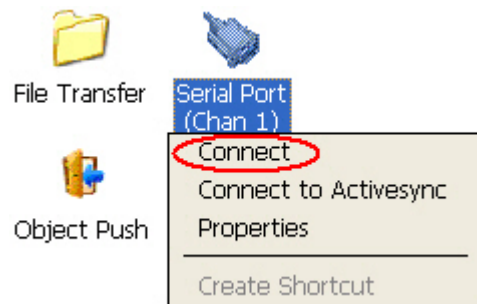 File Transfer
Serial Port
(Chan 1)
Connect
Connect to Activesync
Object Push
Properties
Create Shortcut